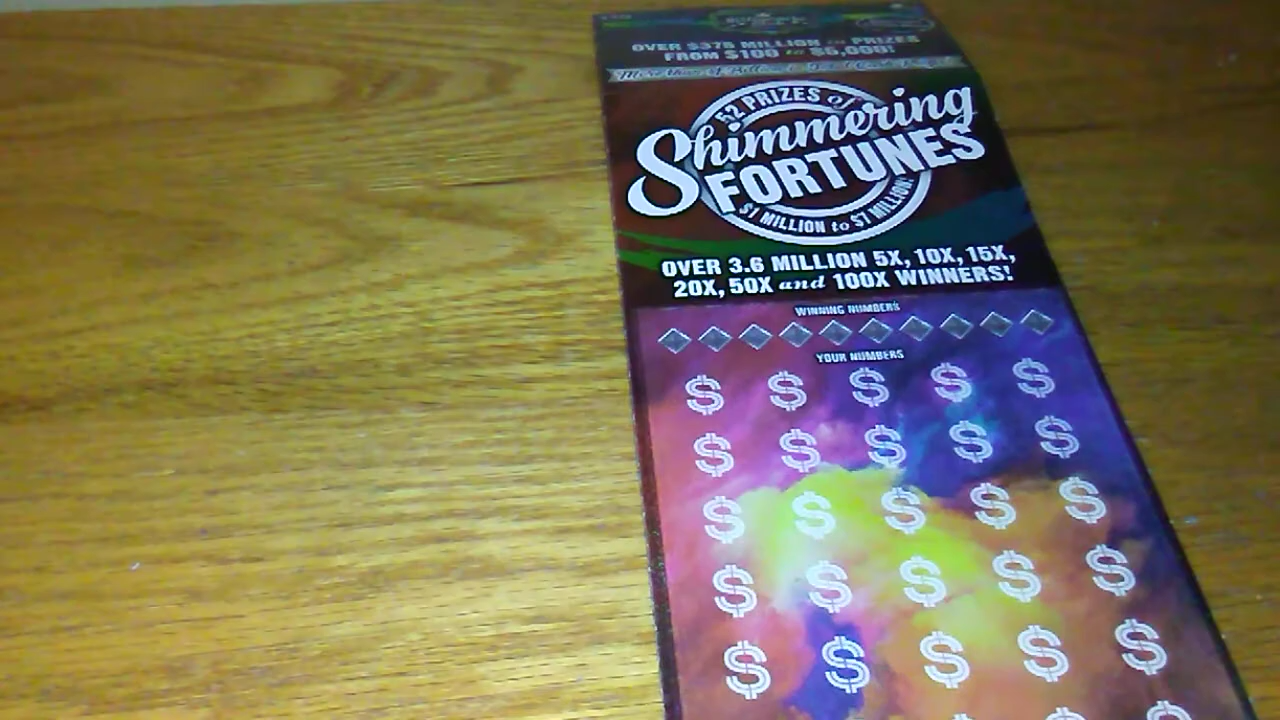 OVER $375 MILLION in PRIZES
FROM $100 to $5,000!
52 PRIZES of
Shimmering
FORTUNES
$1 MILLION to $7 MILLION!
OVER 3.6 MILLION 5X, 10X, 15X,
20X, 50X and 100X WINNERS!
WINNING NUMBERS
YOUR NUMBERS
$ $ $ $ $
$ $ $ $ $
$ $ $ $ $
$ $ $ $ $
$ $ $ $ $